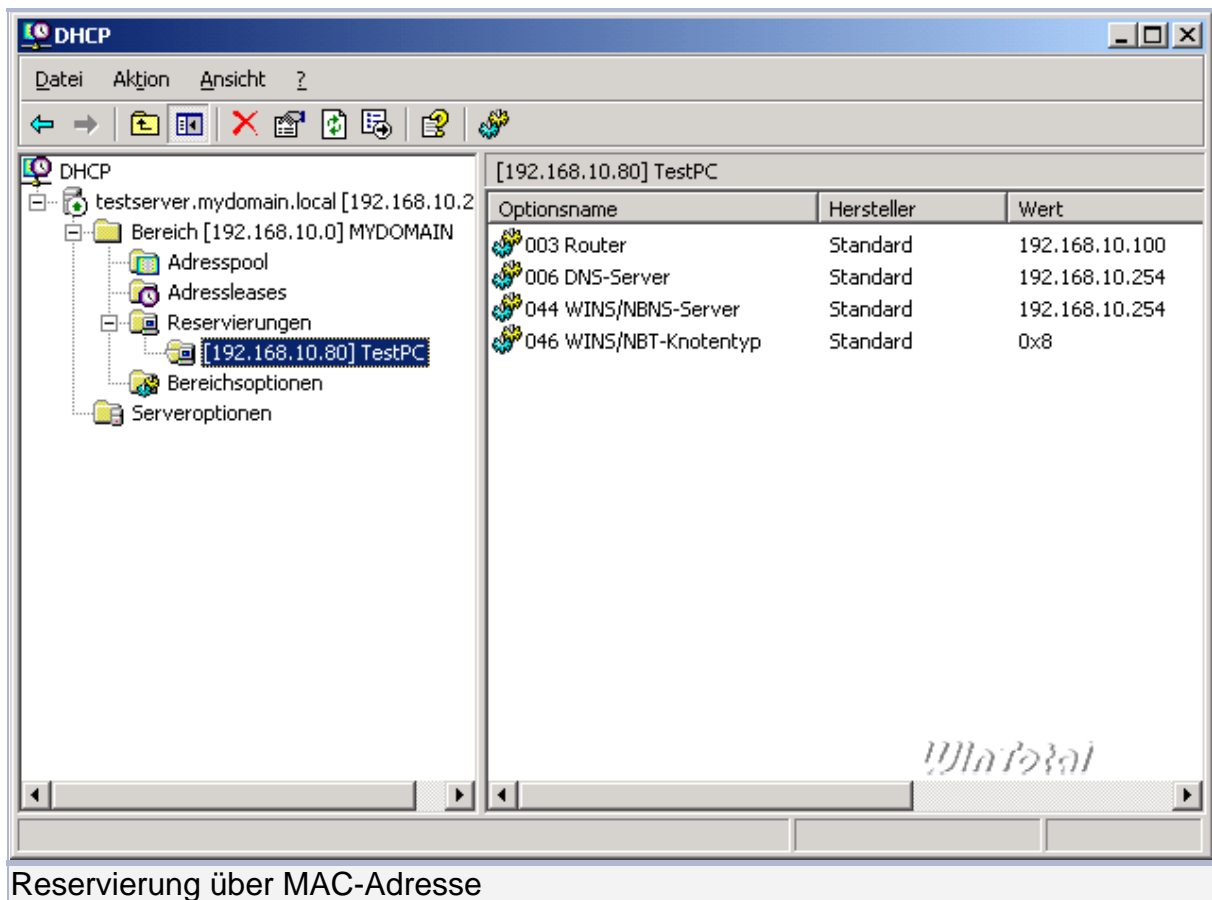 DHCP
Datei Aktion Ansicht ?
DHCP
testserver.mydomain.local [192.168.10.2
Bereich [192.168.10.0] MYDOMAIN
Adresspool
Adressleases
Reservierungen
[192.168.10.80] TestPC
Bereichsoptionen
Serveroptionen
[192.168.10.80] TestPC
Optionsname Hersteller Wert
003 Router Standard 192.168.10.100
006 DNS-Server Standard 192.168.10.254
044 WINS/NBNS-Server Standard 192.168.10.254
046 WINS/NBT-Knotentyp Standard 0x8
WinTotal
Reservierung über MAC-Adresse